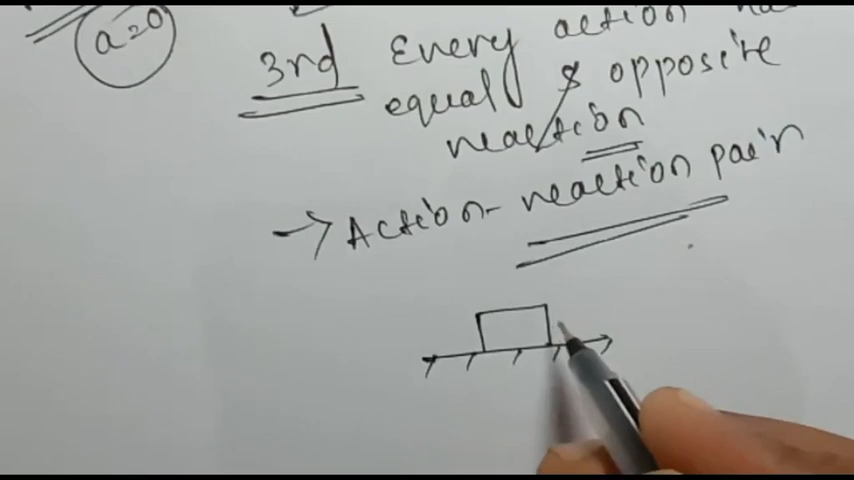 a=0
3rd Every action
equal & opposite
reaction
→ Action-reaction pair